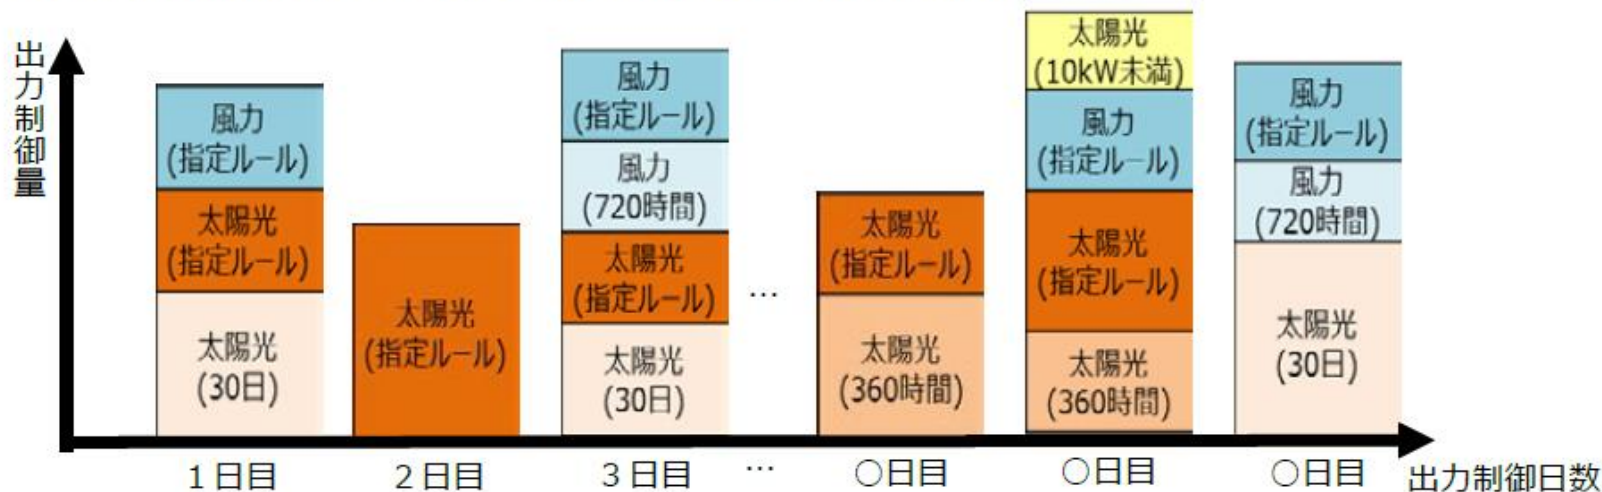 出力制御量
風力
(指定ルール)
太陽光
(指定ルール)
太陽光
(30日)
太陽光
(指定ルール)
風力
(指定ルール)
風力
(720時間)
太陽光
(指定ルール)
太陽光
(30日)
…
太陽光
(指定ルール)
太陽光
(360時間)
太陽光
(10kW未満)
風力
(指定ルール)
太陽光
(指定ルール)
太陽光
(360時間)
風力
(指定ルール)
風力
(720時間)
太陽光
(30日)
1日目
2日目
3日目
…
○日目
○日目
○日目
出力制御日数